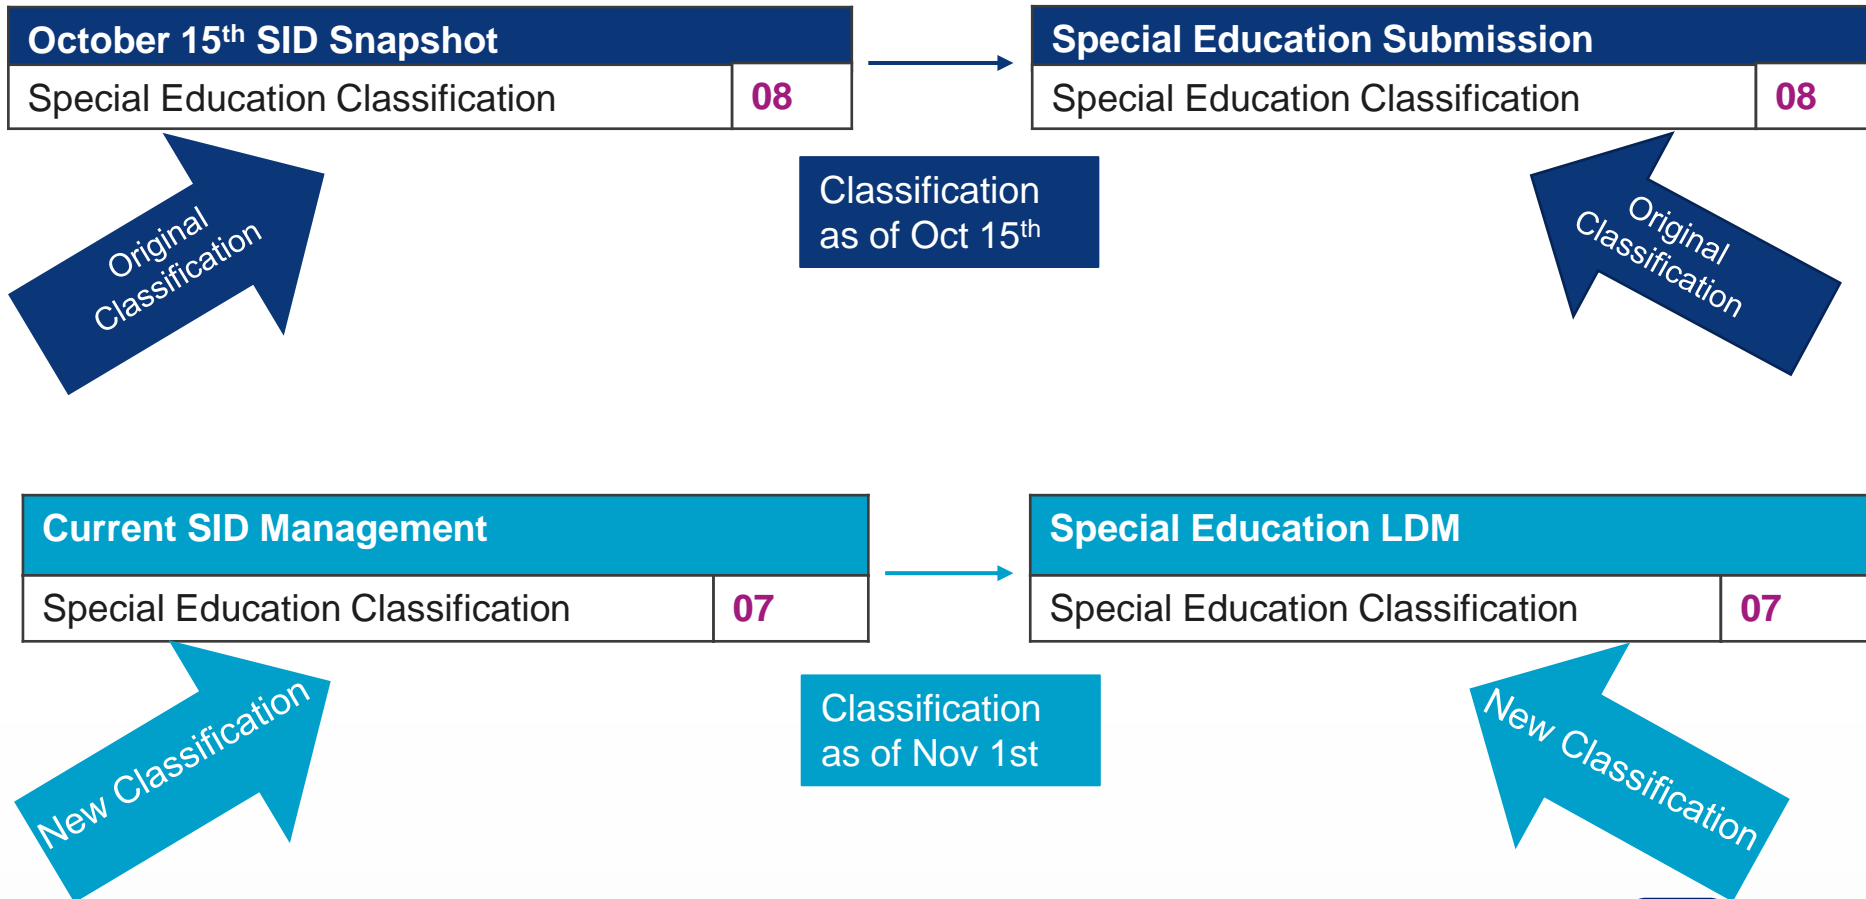 October 15th SID Snapshot
Special Education Classification 08
Special Education Submission
Special Education Classification 08
Original
Classification
Classification
as of Oct 15th
Original
Classification
Current SID Management
Special Education Classification 07
Special Education LDM
Special Education Classification 07
New Classification
Classification
as of Nov 1st
New Classification